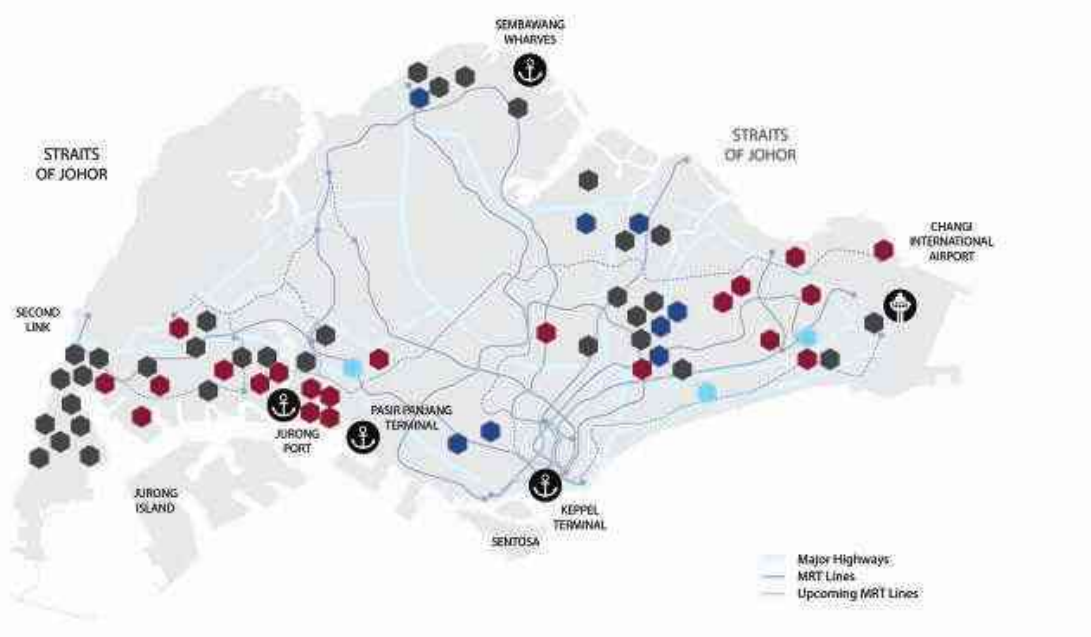 SEMBAWANG
WHARVES
STRAITS
OF JOHOR
STRAITS
OF JOHOR
CHANGI
INTERNATIONAL
AIRPORT
SECOND
LINK
PASIR PANJANG
TERMINAL
JURONG
PORT
JURONG
ISLAND
KEPPEL
TERMINAL
SENTOSA
Major Highways
MRT Lines
Upcoming MRT Lines